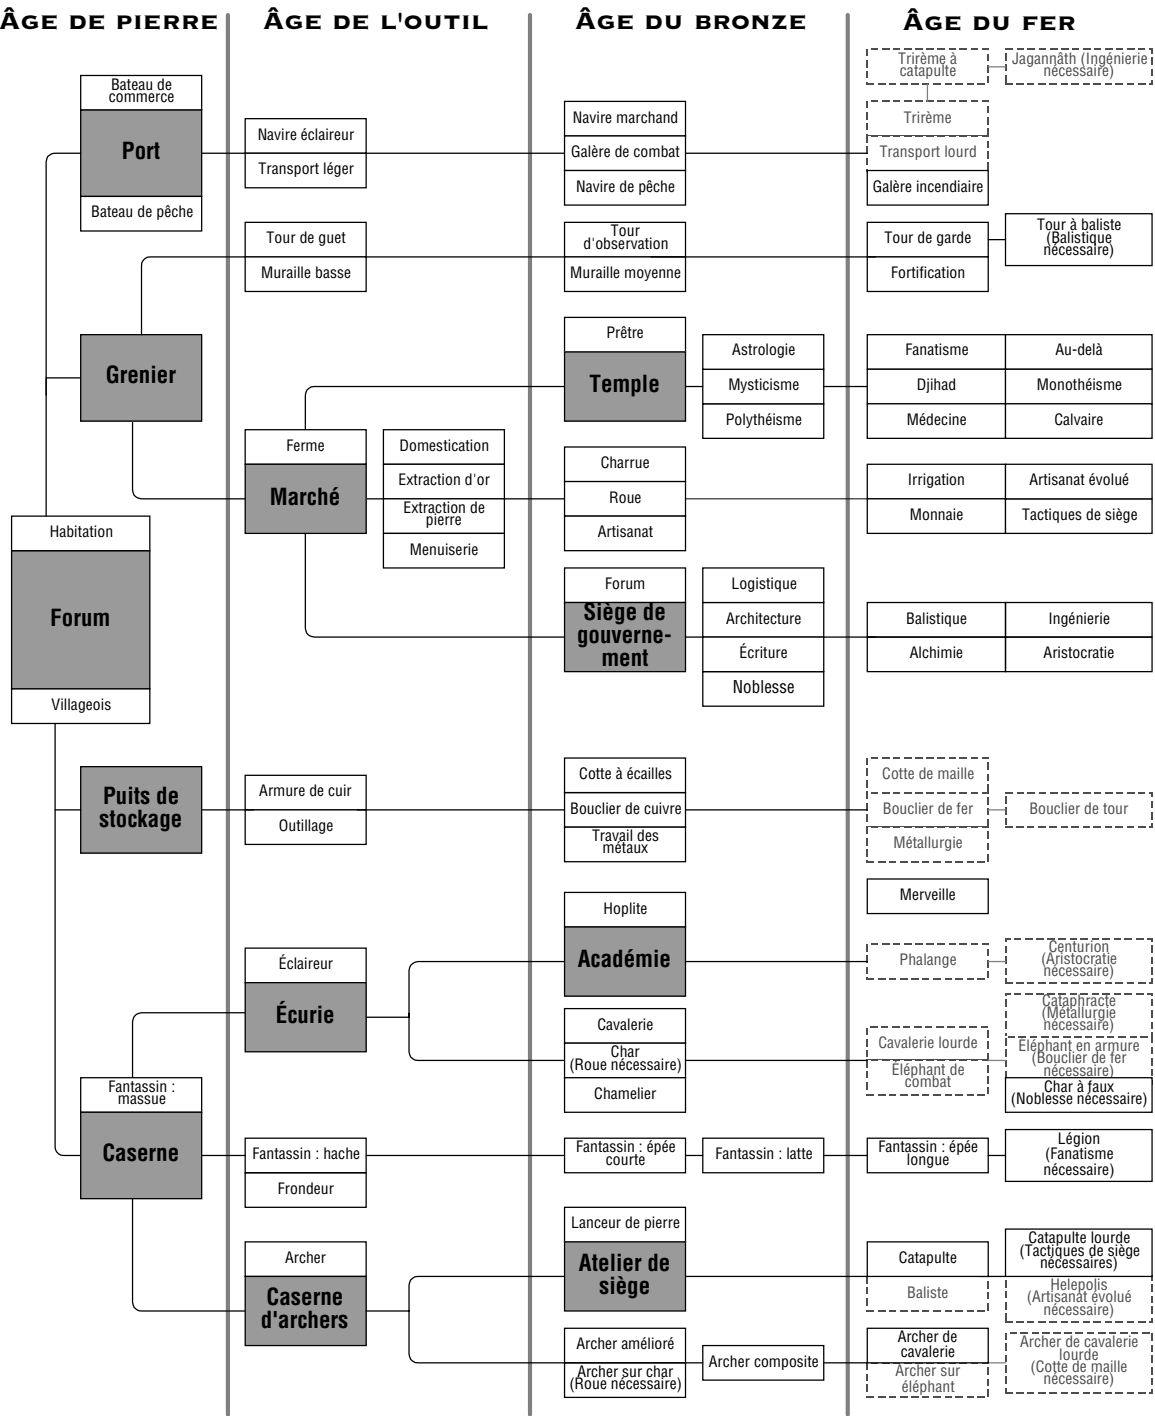 ÂGE DE PIERRE
ÂGE DE L'OUTIL
ÂGE DU BRONZE
ÂGE DU FER
Trirème à
catapulte
Jagannâth (Ingénierie
nécessaire)
Bateau de
commerce
Port
Bateau de pêche
Navire éclaireur
Transport léger
Navire marchand
Galère de combat
Navire de pêche
Trirème
Transport lourd
Galère incendiaire
Tour de guet
Muraille basse
Tour
d'observation
Muraille moyenne
Tour de garde
Fortification
Tour à baliste
(Balistique
nécessaire)
Grenier
Prêtre
Temple
Astrologie
Mysticisme
Polythéisme
Fanatisme
Au-delà
Djihad
Monothéisme
Médecine
Calvaire
Ferme
Marché
Domestication
Extraction d'or
Extraction de
pierre
Menuiserie
Charrue
Roue
Artisanat
Irrigation
Artisanat évolué
Monnaie
Tactiques de siège
Habitation
Forum
Villageois
Forum
Siège de
gouverne-
ment
Logistique
Architecture
Écriture
Noblesse
Balistique
Ingénierie
Alchimie
Aristocratie
Puits de
stockage
Armure de cuir
Outillage
Cotte à écailles
Bouclier de cuivre
Travail des
métaux
Cotte de maille
Bouclier de fer
Métallurgie
Bouclier de tour
Merveille
Hoplite
Académie
Phalange
Centurion
(Aristocratie
nécessaire)
Éclaireur
Écurie
Cavalerie
Char
(Roue nécessaire)
Chamelier
Cavalerie lourde
Éléphant de
combat
Cataphracte
(Métallurgie
nécessaire)
Éléphant en armure
(Bouclier de fer
nécessaire)
Char à faux
(Noblesse nécessaire)
Fantassin :
massue
Caserne
Fantassin : hache
Frondeur
Fantassin : épée
courte
Fantassin : latte
Fantassin : épée
longue
Légion
(Fanatisme
nécessaire)
Lanceur de pierre
Atelier de
siège
Catapulte
Baliste
Catapulte lourde
(Tactiques de siège
nécessaires)
Helepolis
(Artisanat évolué
nécessaire)
Archer
Caserne
d'archers
Archer amélioré
Archer sur char
(Roue nécessaire)
Archer composite
Archer de
cavalerie
Archer sur
éléphant
Archer de cavalerie
lourde
(Cotte de maille
nécessaire)